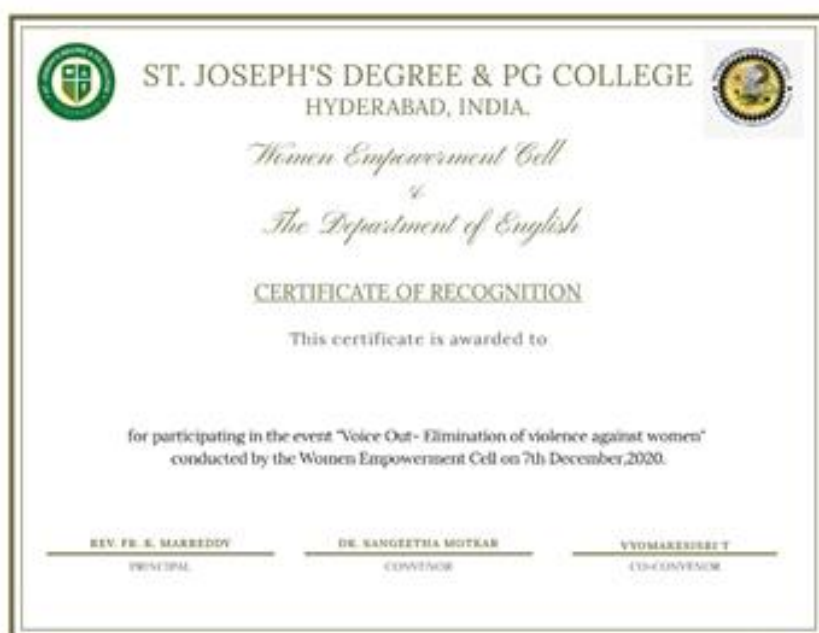 ST. JOSEPH'S DEGREE & PG COLLEGE
HYDERABAD, INDIA.
Women Empowerment Cell
&
The Department of English
CERTIFICATE OF RECOGNITION
This certificate is awarded to
for participating in the event "Voice Out- Elimination of violence against women"
conducted by the Women Empowerment Cell on 7th December,2020.
REV. FR. K. MARREDDY
DR. SANGEETHA MOTKAR
VYOMAKESISRI T
PRINCIPAL
CONVENOR
CO-CONVENOR